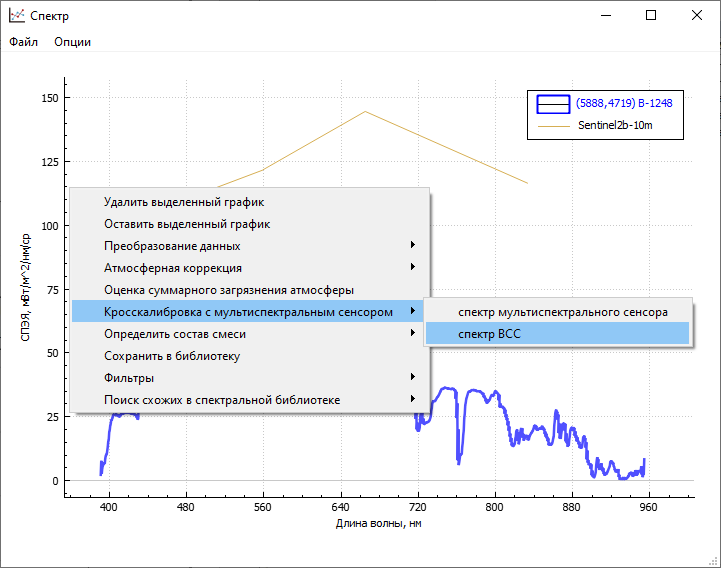 Спектр
Файл Опции
150
125
100
75
50
25
0
СПЭЯ, мВт/м^2/нм/ср
(5888,4719) B-1248
Sentinel2b-10m
Удалить выделенный график
Оставить выделенный график
Преобразование данных
Атмосферная коррекция
Оценка суммарного загрязнения атмосферы
Кросскалибровка с мультиспектральным сенсором
Определить состав смеси
Сохранить в библиотеку
Фильтры
Поиск схожих в спектральной библиотеке
спектр мультиспектрального сенсора
спектр ВСС
400 480 560 640 720 800 880 960
Длина волны, нм